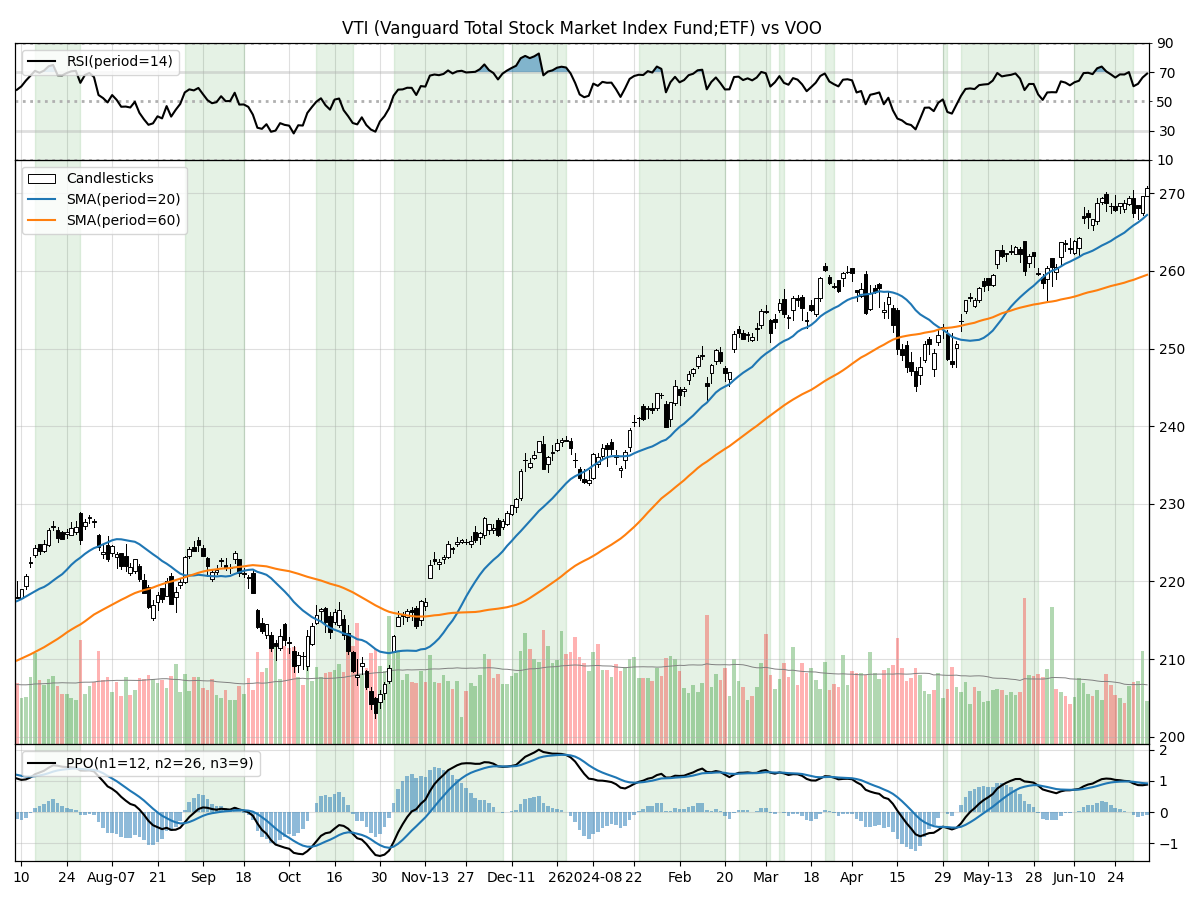 VTI (Vanguard Total Stock Market Index Fund;ETF) vs VOO
RSI(period=14)
90
70
50
30
10
Candlesticks
SMA(period=20)
SMA(period=60)
270
260
250
240
230
220
210
200
PPO(n1=12, n2=26, n3=9)
2
1
0
−1
10 24 Aug-07 21 Sep 18 Oct 16 30 Nov-13 27 Dec-11 26 2024-08 22 Feb 20 Mar 18 Apr 15 29 May-13 28 Jun-10 24